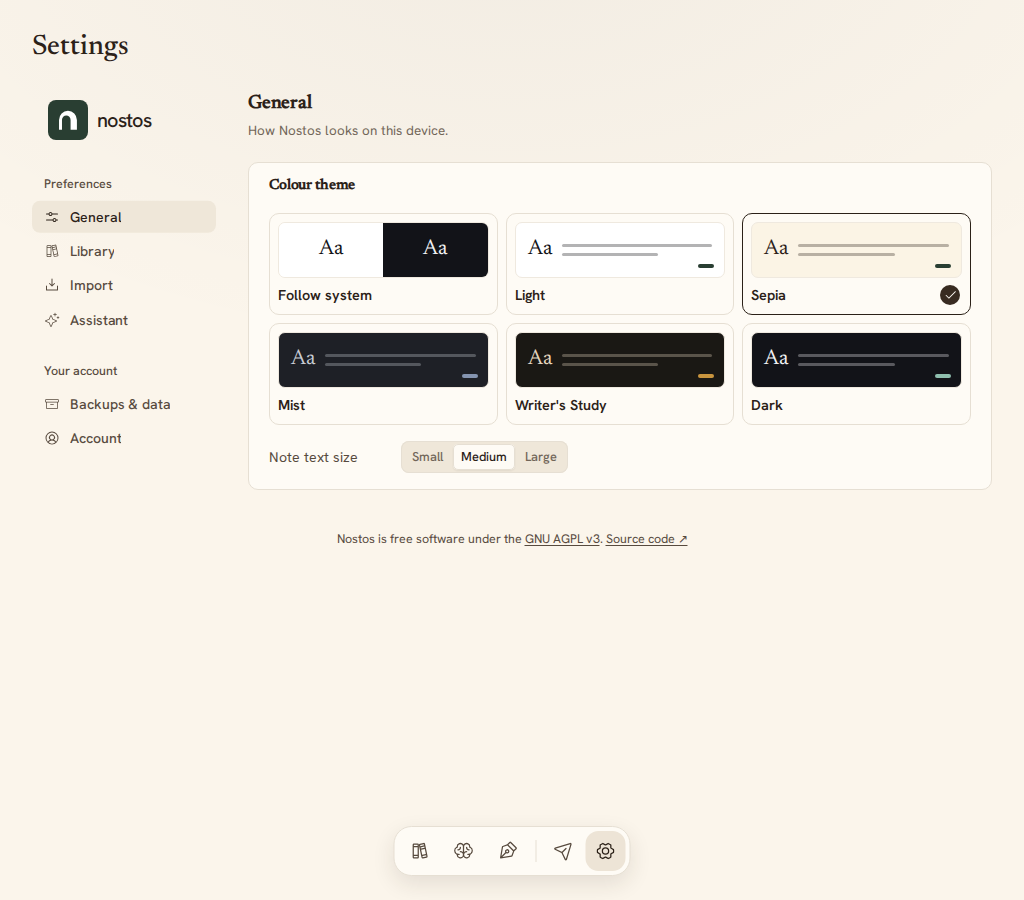 Settings
nostos
Preferences
General
Library
Import
Assistant
Your account
Backups & data
Account
General
How Nostos looks on this device.
Colour theme
Aa Aa
Follow system
Aa
Light
Aa
Sepia
Aa
Mist
Aa
Writer's Study
Aa
Dark
Note text size Small Medium Large
Nostos is free software under the GNU AGPL v3. Source code ↗